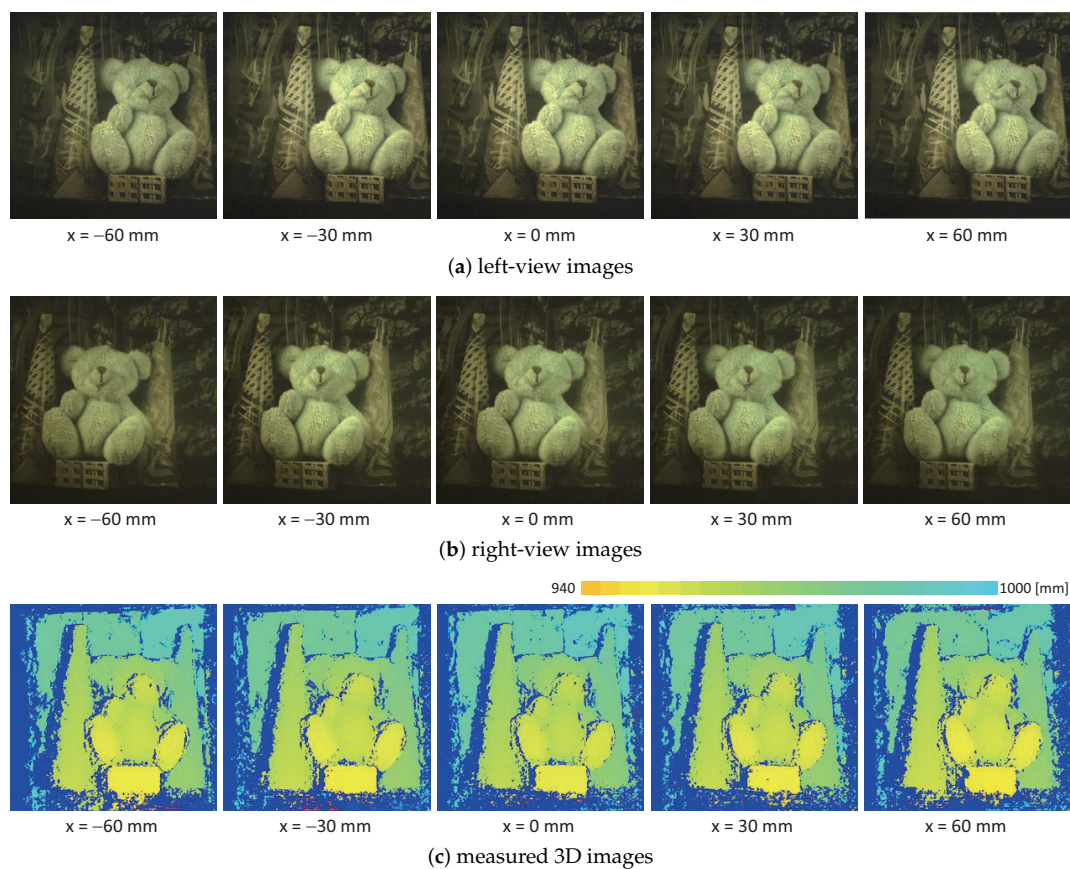 x = −60 mm x = −30 mm x = 0 mm x = 30 mm x = 60 mm
(a) left-view images
x = −60 mm x = −30 mm x = 0 mm x = 30 mm x = 60 mm
(b) right-view images
940 1000 [mm]
x = −60 mm x = −30 mm x = 0 mm x = 30 mm x = 60 mm
(c) measured 3D images